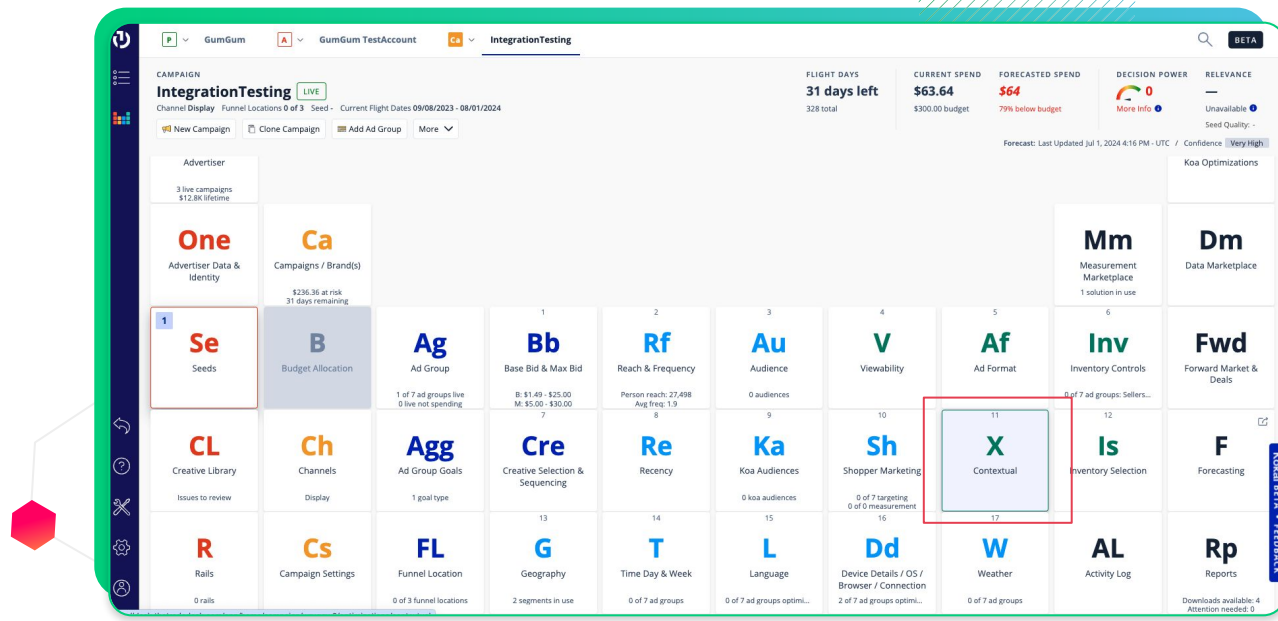 P GumGum A GumGum TestAccount Ca IntegrationTesting BETA
CAMPAIGN
IntegrationTesting LIVE
Channel Display Funnel Locations 0 of 3 Seed - Current Flight Dates 09/08/2023 - 08/01/2024
New Campaign Clone Campaign Add Ad Group More
FLIGHT DAYS
31 days left
328 total
CURRENT SPEND
$63.64
$300.00 budget
FORECASTED SPEND
$64
79% below budget
DECISION POWER
0
More Info
RELEVANCE
—
Unavailable
Seed Quality: -
Forecast: Last Updated Jul 1, 2024 4:16 PM - UTC / Confidence Very High
Advertiser
3 live campaigns
$12.8K lifetime
Koa Optimizations
One
Advertiser Data &
Identity
Ca
Campaigns / Brand(s)
$236.36 at risk
31 days remaining
Mm
Measurement
Marketplace
1 solution in use
Dm
Data Marketplace
1
Se
Seeds
B
Budget Allocation
Ag
Ad Group
1 of 7 ad groups live
0 live not spending
1
Bb
Base Bid & Max Bid
B: $1.49 - $25.00
M: $5.00 - $30.00
2
Rf
Reach & Frequency
Person reach: 27,498
Avg freq: 1.9
3
Au
Audience
0 audiences
4
V
Viewability
5
Af
Ad Format
6
Inv
Inventory Controls
0 of 7 ad groups: Sellers...
Fwd
Forward Market &
Deals
CL
Creative Library
Issues to review
Ch
Channels
Display
Agg
Ad Group Goals
1 goal type
7
Cre
Creative Selection &
Sequencing
8
Re
Recency
9
Ka
Koa Audiences
0 koa audiences
10
Sh
Shopper Marketing
0 of 7 targeting
0 of 0 measurement
11
X
Contextual
12
Is
Inventory Selection
F
Forecasting
R
Rails
0 rails
Cs
Campaign Settings
FL
Funnel Location
0 of 3 funnel locations
13
G
Geography
2 segments in use
14
T
Time Day & Week
0 of 7 ad groups
15
L
Language
0 of 7 ad groups optimi...
16
Dd
Device Details / OS /
Browser / Connection
2 of 7 ad groups optimi...
17
W
Weather
0 of 7 ad groups
AL
Activity Log
Rp
Reports
Downloads available: 4
Attention needed: 0
Kokai BETA • FEEDBACK